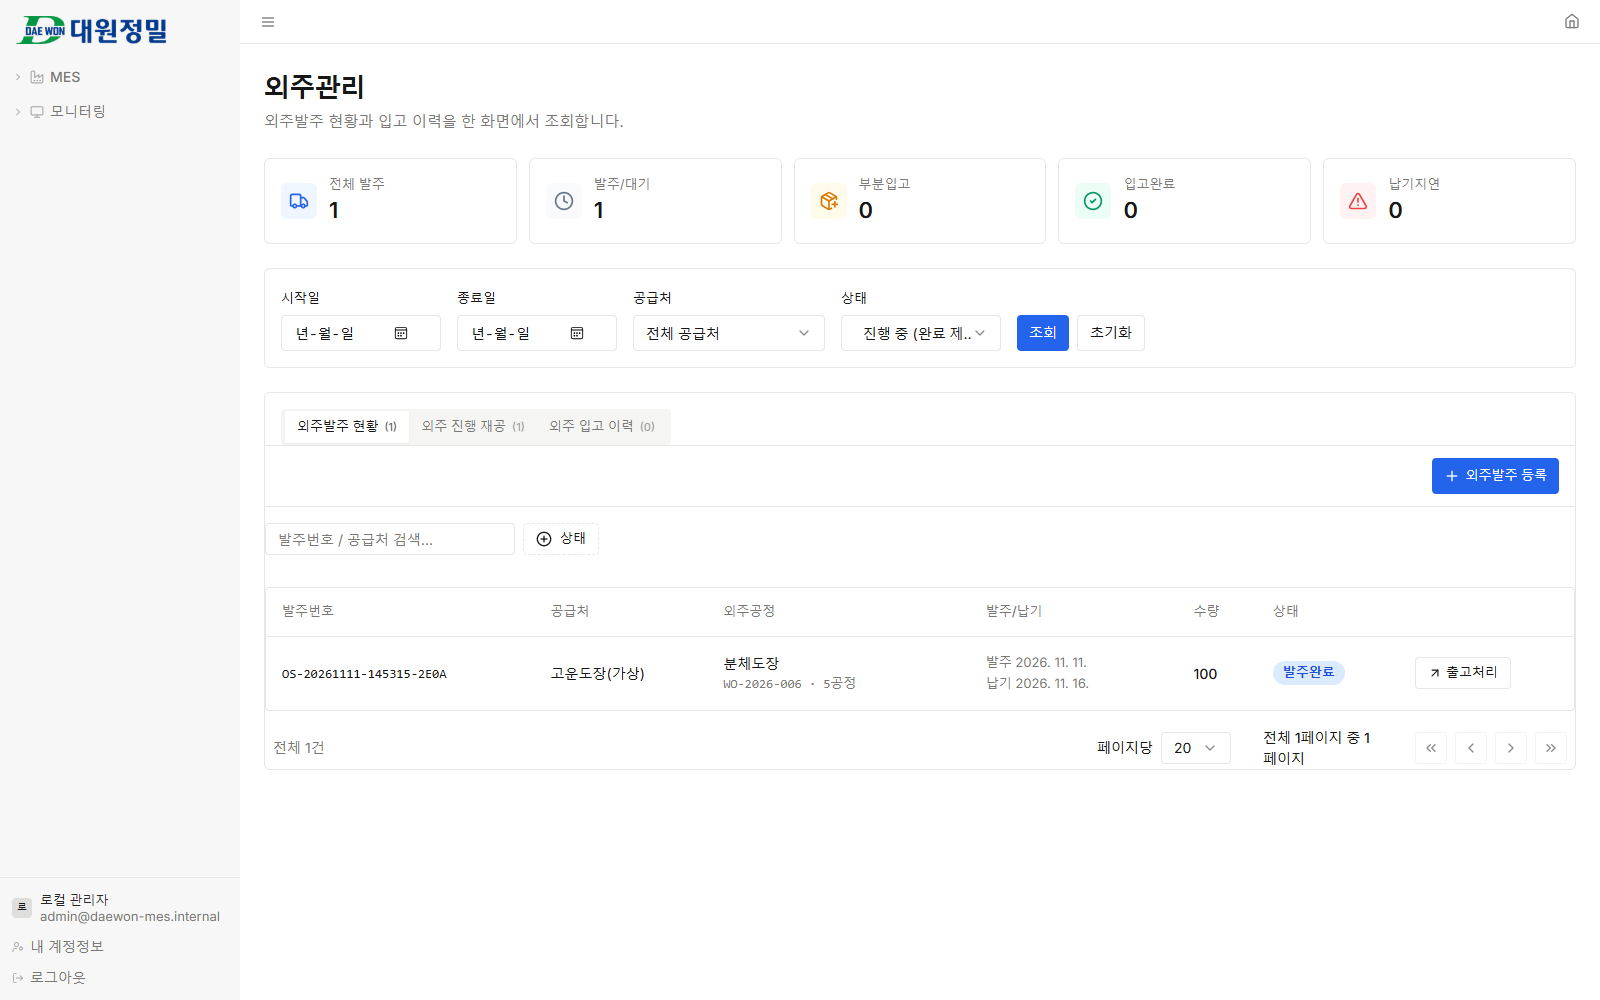 DAE WON 대원정밀
MES
모니터링
외주관리
외주발주 현황과 입고 이력을 한 화면에서 조회합니다.
전체 발주
1
발주/대기
1
부분입고
0
입고완료
0
납기지연
0
시작일
종료일
공급처
상태
년-월-일
년-월-일
전체 공급처
진행 중 (완료 제..
조회
초기화
외주발주 현황 (1)
외주 진행 재공 (1)
외주 입고 이력 (0)
외주발주 등록
발주번호 / 공급처 검색...
상태
발주번호
공급처
외주공정
발주/납기
수량
상태
OS-20261111-145315-2E0A
고운도장(가상)
분체도장
WO-2026-006 · 5공정
발주 2026. 11. 11.
납기 2026. 11. 16.
100
발주완료
출고처리
전체 1건
페이지당
20
전체 1페이지 중 1
페이지
로
로컬 관리자
admin@daewon-mes.internal
내 계정정보
로그아웃